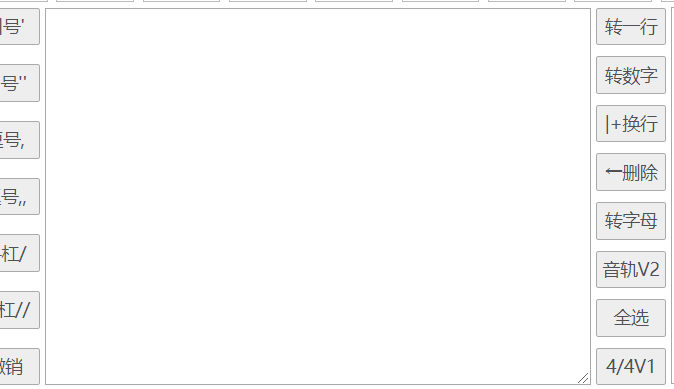 号'
转一行
号''
转数字
号,
|+换行
号,,
←删除
杠/
转字母
杠//
音轨V2
全选
销
4/4V1